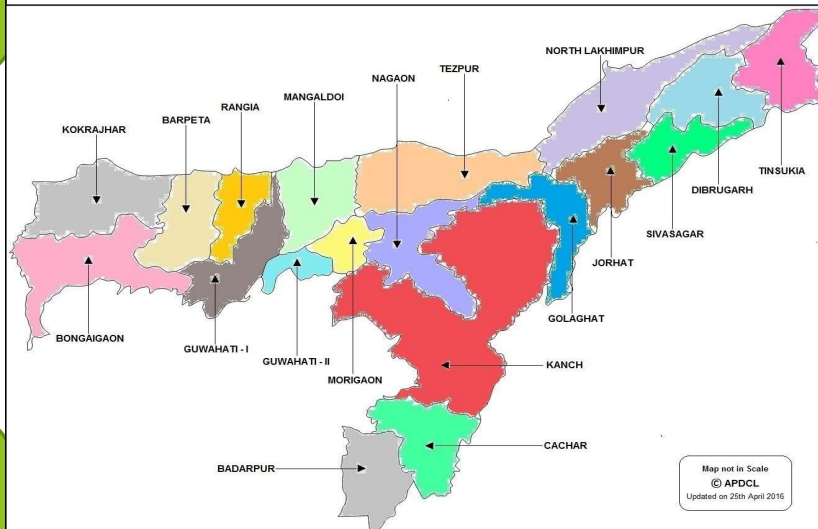 NORTH LAKHIMPUR
TEZPUR
NAGAON
MANGALDOI
RANGIA
BARPETA
KOKRAJHAR
TINSUKIA
DIBRUGARH
SIVASAGAR
JORHAT
GOLAGHAT
BONGAIGAON
GUWAHATI - I
GUWAHATI - II
MORIGAON
KANCH
CACHAR
BADARPUR
Map not in Scale
© APDCL
Updated on 25th April 2016